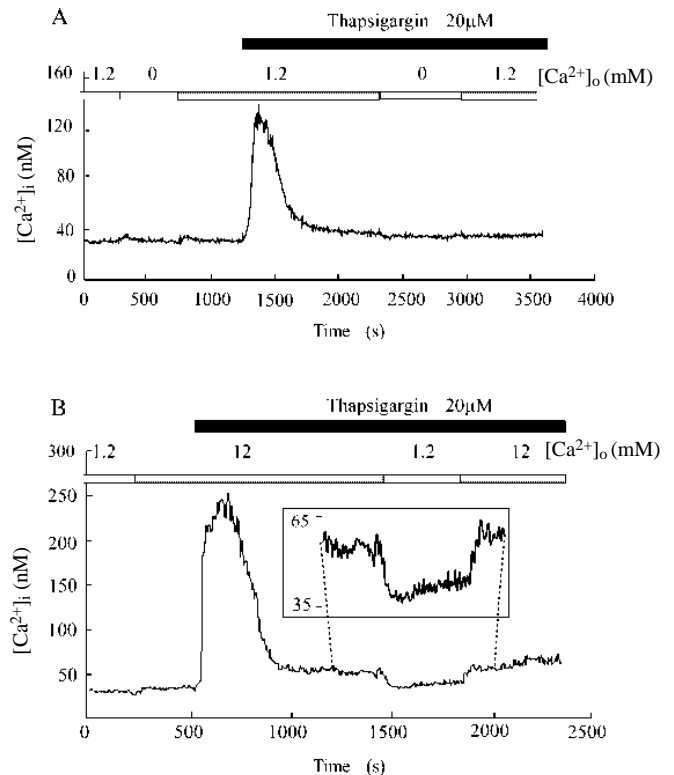 A
Thapsigargin 20μM
160 1.2 0 1.2 0 1.2 [Ca²⁺]ₒ (mM)
120
80
40
0
[Ca²⁺]ᵢ (nM)
0 500 1000 1500 2000 2500 3000 3500 4000
Time (s)
B
Thapsigargin 20μM
300 1.2 12 1.2 12 [Ca²⁺]ₒ (mM)
250
200
150
100
50
0
[Ca²⁺]ᵢ (nM)
65
35
0 500 1000 1500 2000 2500
Time (s)